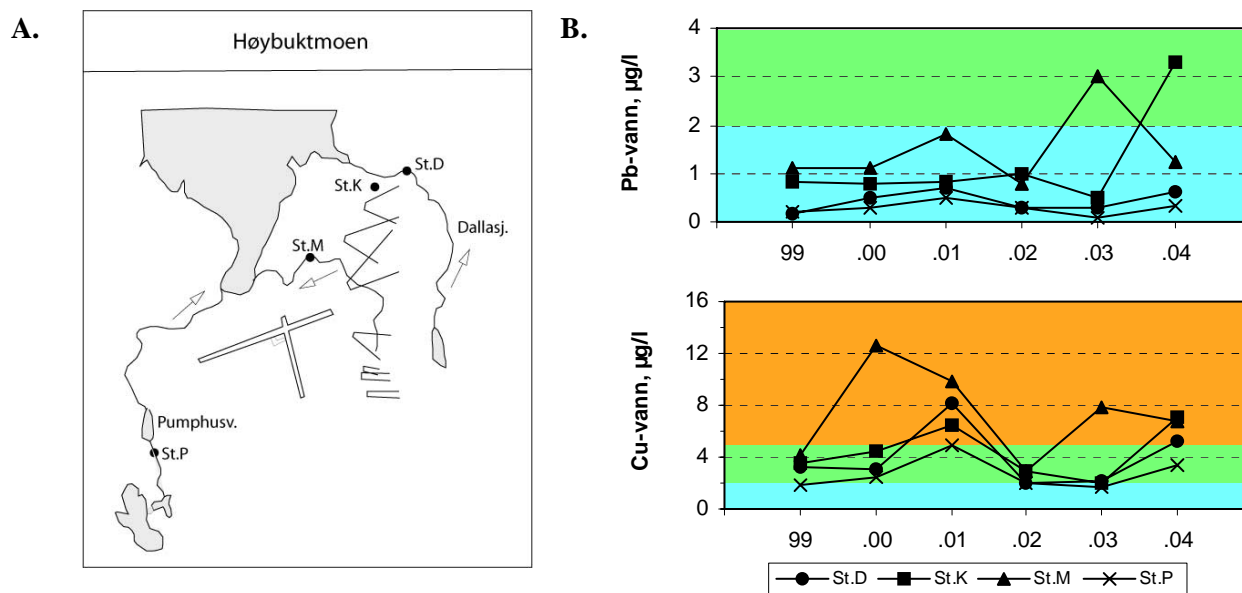 A.
Høybuktmoen
St.D
St.K
Dallasj.
St.M
Pumphusv.
St.P
B.
Pb-vann, µg/l
4
3
2
1
0
99 .00 .01 .02 .03 .04
Cu-vann, µg/l
16
12
8
4
0
99 .00 .01 .02 .03 .04
St.D St.K St.M St.P